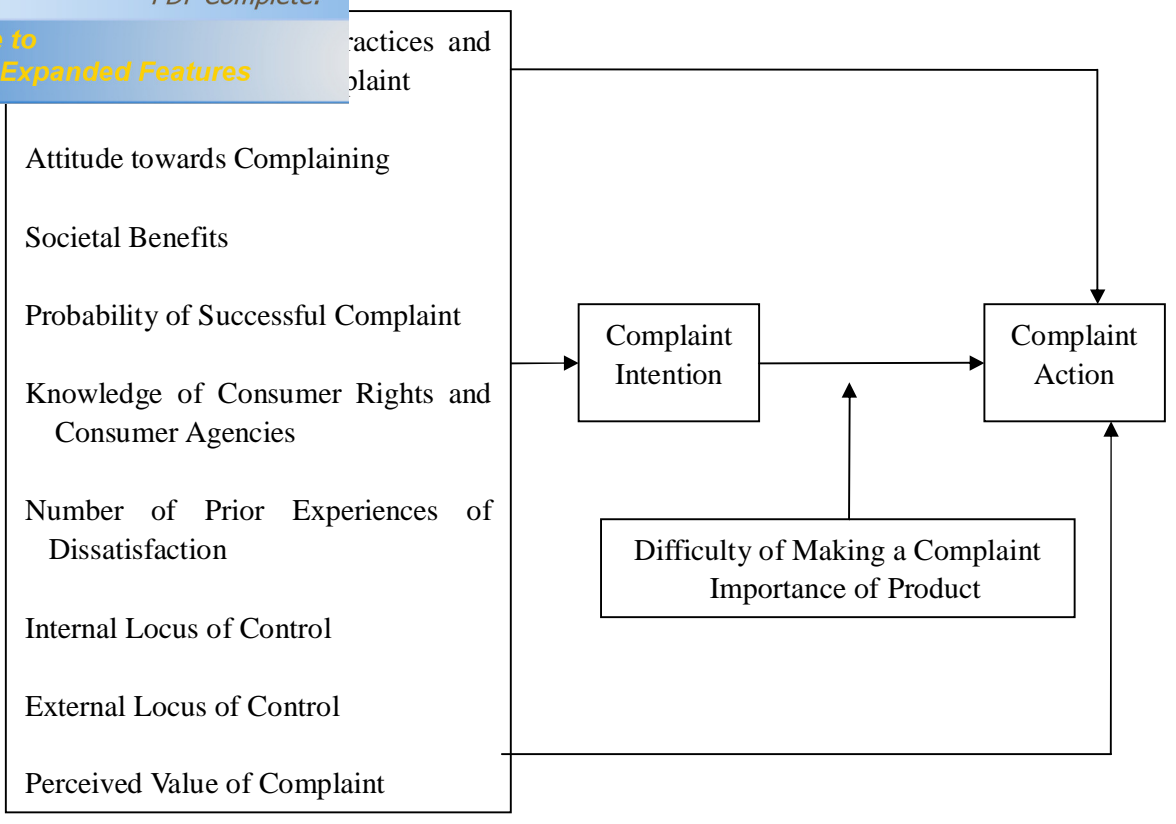 PDF Complete.
e to
Expanded Features
ractices and
plaint
Attitude towards Complaining
Societal Benefits
Probability of Successful Complaint
Knowledge of Consumer Rights and
Consumer Agencies
Number of Prior Experiences of
Dissatisfaction
Internal Locus of Control
External Locus of Control
Perceived Value of Complaint
Complaint
Intention
Complaint
Action
Difficulty of Making a Complaint
Importance of Product